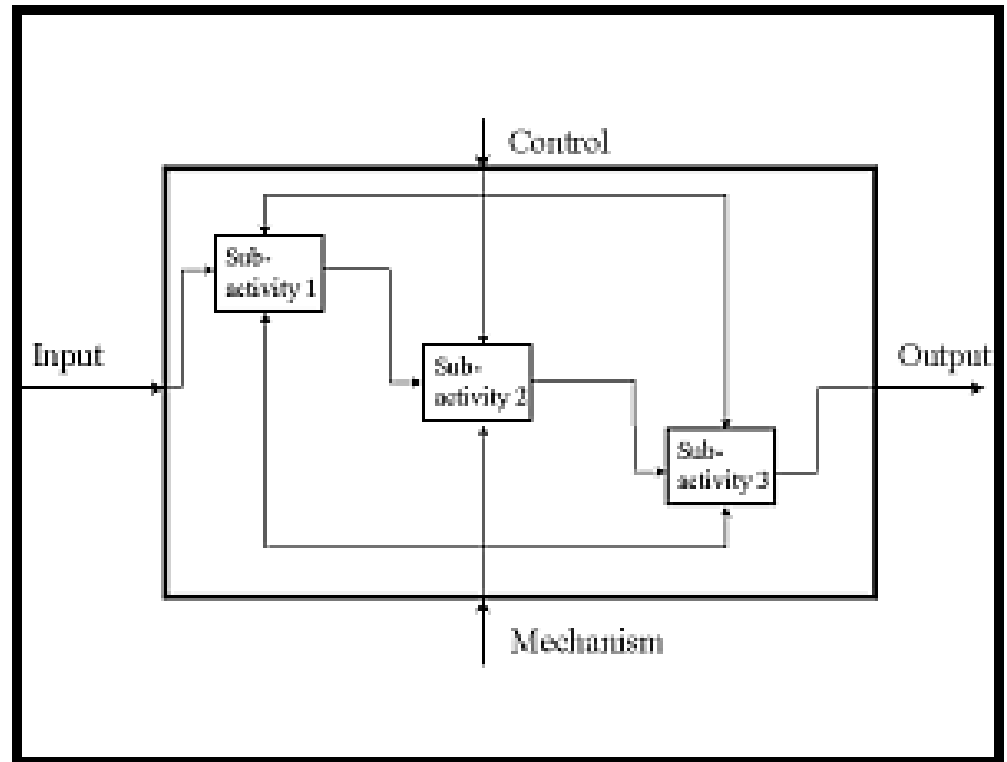 Control
Sub-
activity 1
Input
Sub-
activity 2
Output
Sub-
activity 3
Mechanism